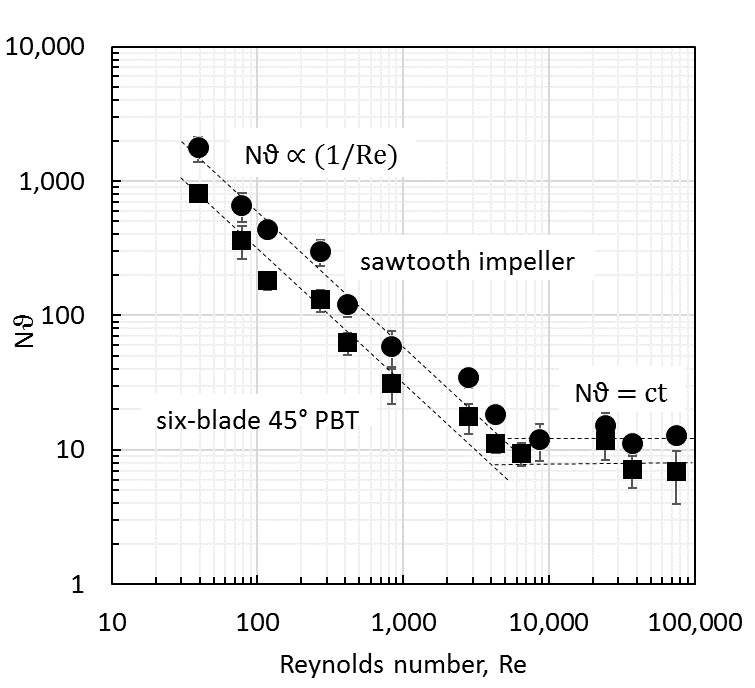 10,000
Nϑ ∝ (1/Re)
1,000
sawtooth impeller
100
Nϑ
Nϑ = ct
six-blade 45° PBT
10
1
10 100 1,000 10,000 100,000
Reynolds number, Re